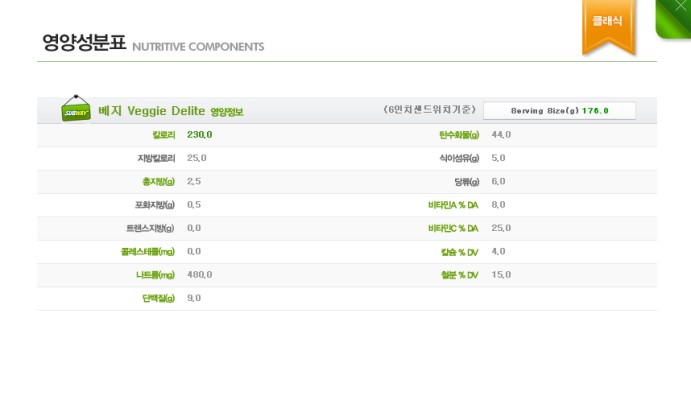 클래식
영양성분표 NUTRITIVE COMPONENTS
SUBWAY
베지 Veggie Delite 영양정보 (6인치샌드위치기준) Serving Size(g) 176.0
칼로리 230.0 탄수화물(g) 44.0
지방칼로리 25.0 식이섬유(g) 5.0
총지방(g) 2.5 당류(g) 6.0
포화지방(g) 0.5 비타민A % DA 8.0
트랜스지방(g) 0.0 비타민C % DA 25.0
콜레스테롤(mg) 0.0 칼슘 % DV 4.0
나트륨(mg) 480.0 철분 % DV 15.0
단백질(g) 9.0